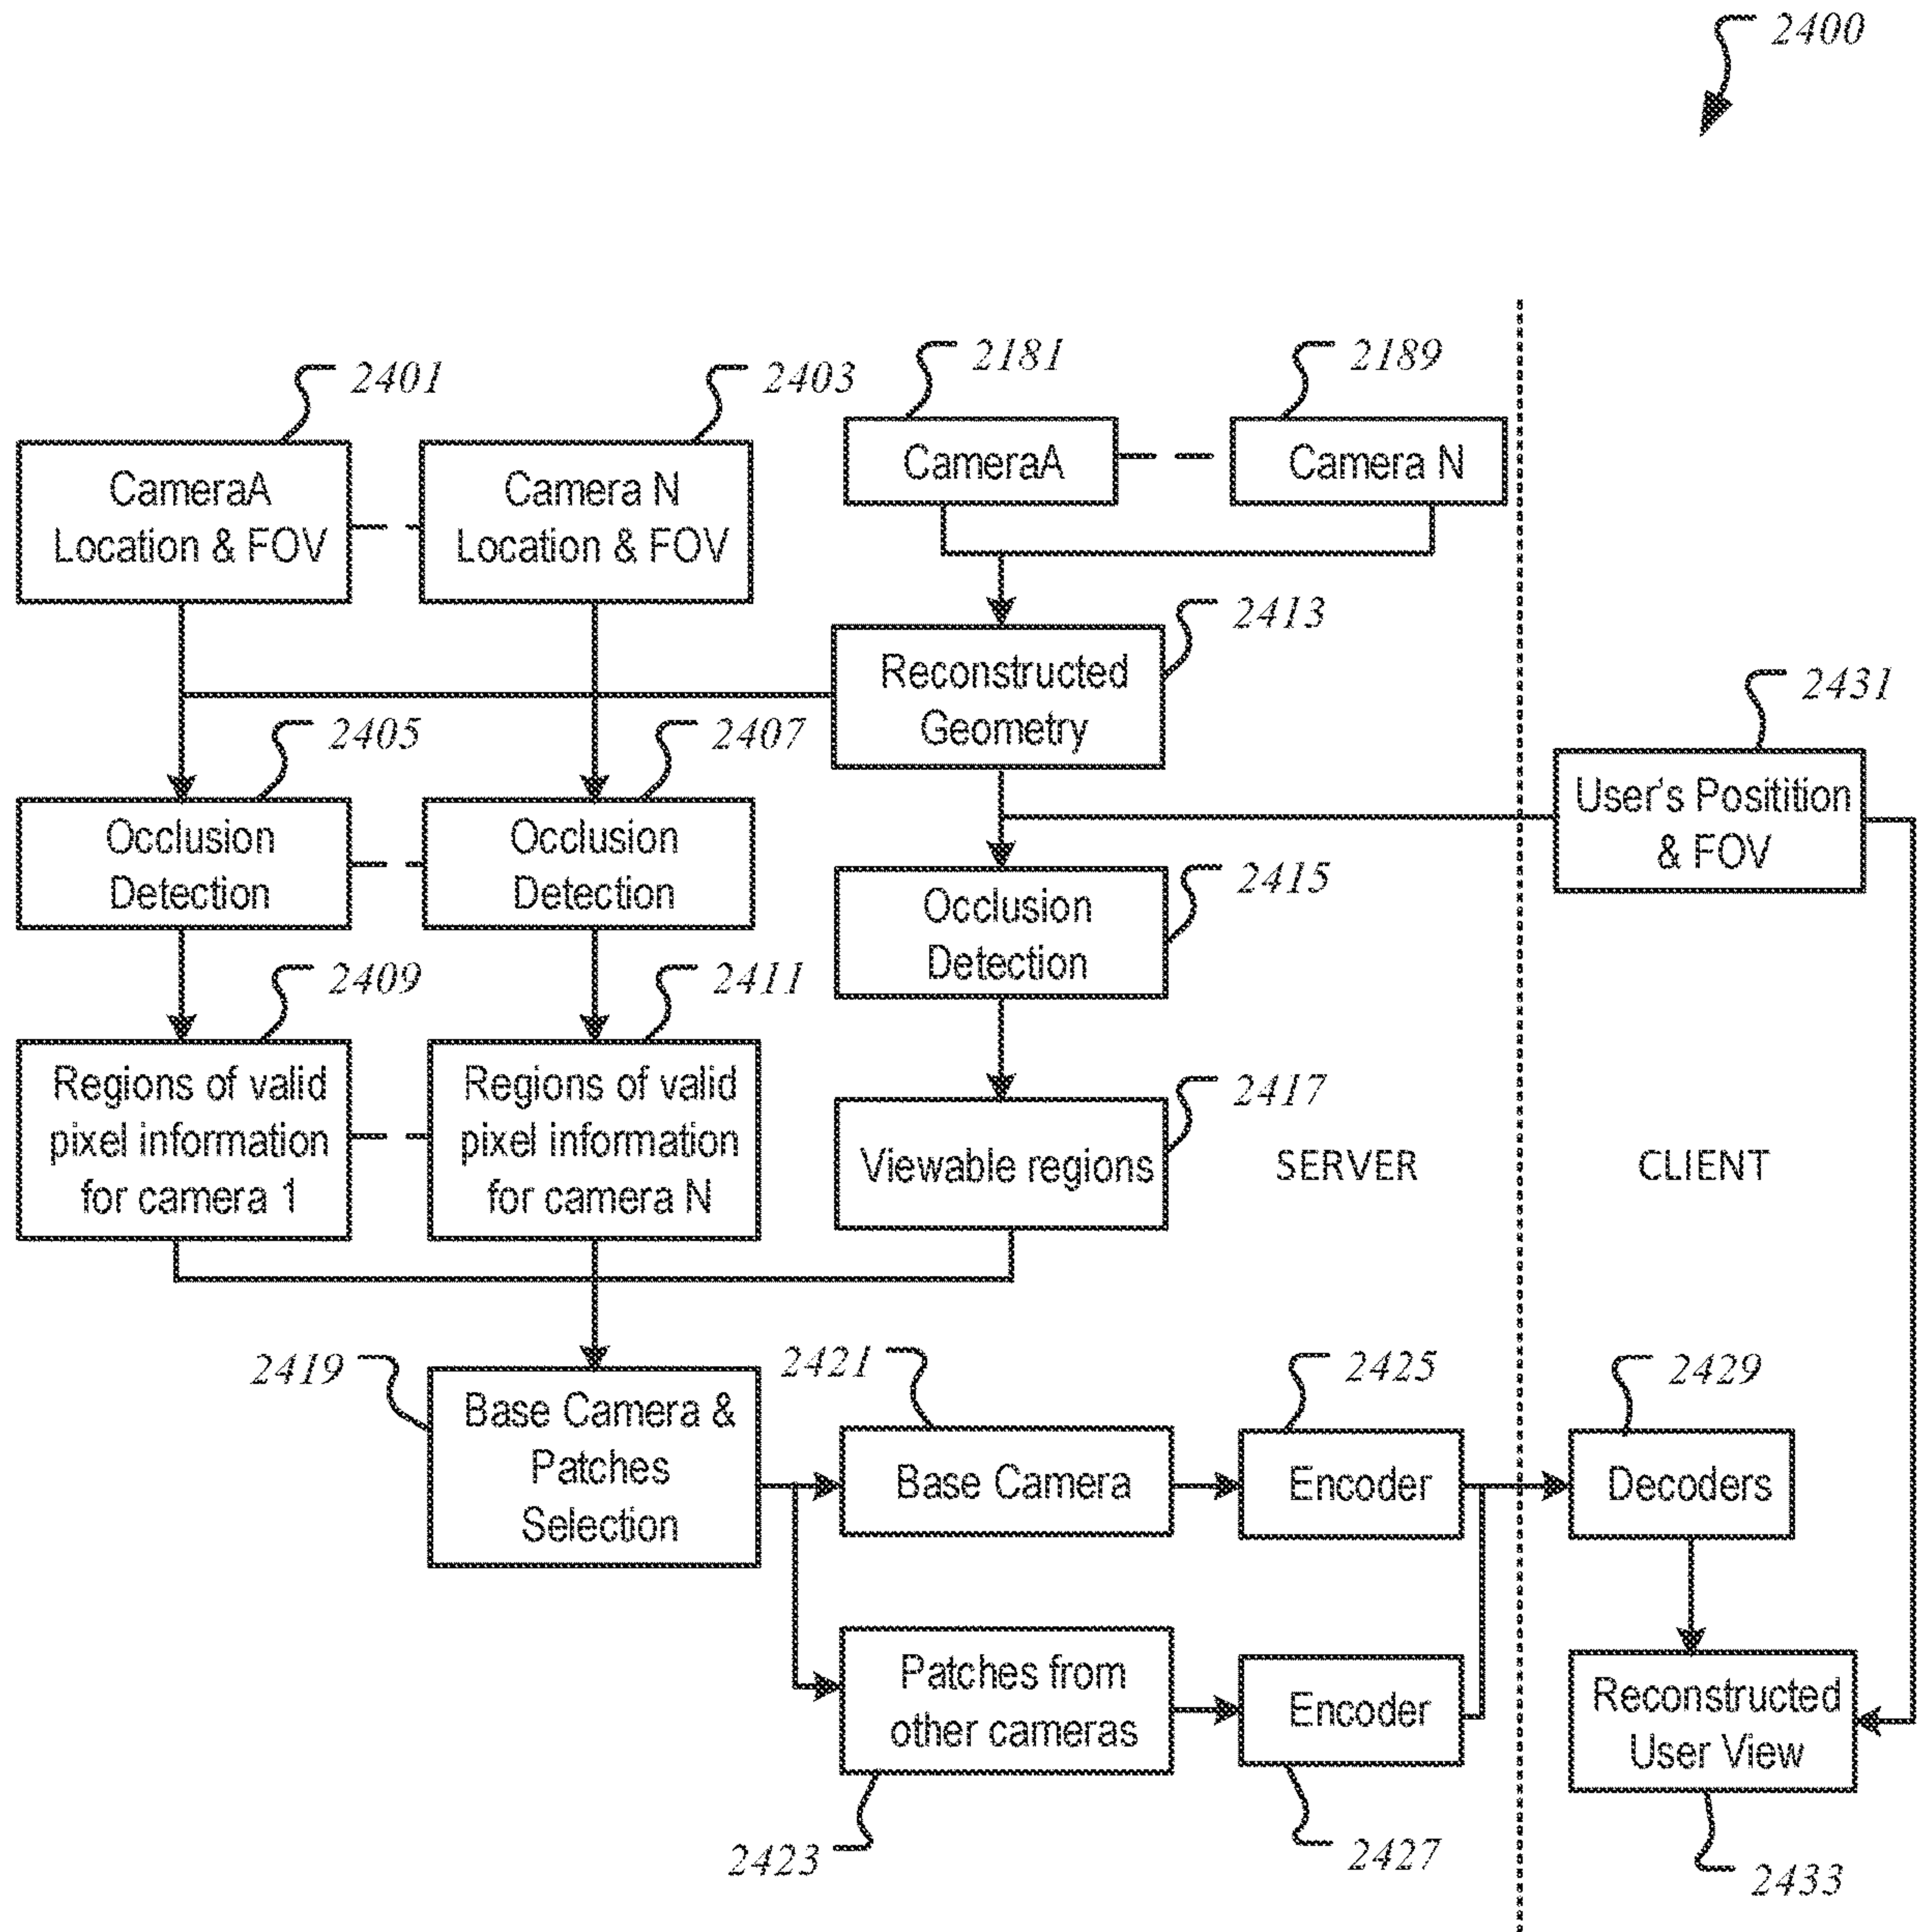 2400
2401
2403
2181
2189
CameraA
Location & FOV
Camera N
Location & FOV
CameraA
Camera N
2413
Reconstructed
Geometry
2431
User's Positition
& FOV
2405
2407
Occlusion
Detection
Occlusion
Detection
2415
Occlusion
Detection
2409
2411
Regions of valid
pixel information
for camera 1
Regions of valid
pixel information
for camera N
2417
Viewable regions
SERVER
CLIENT
2419
Base Camera &
Patches
Selection
2421
Base Camera
2425
Encoder
2429
Decoders
Patches from
other cameras
2423
Encoder
2427
Reconstructed
User View
2433